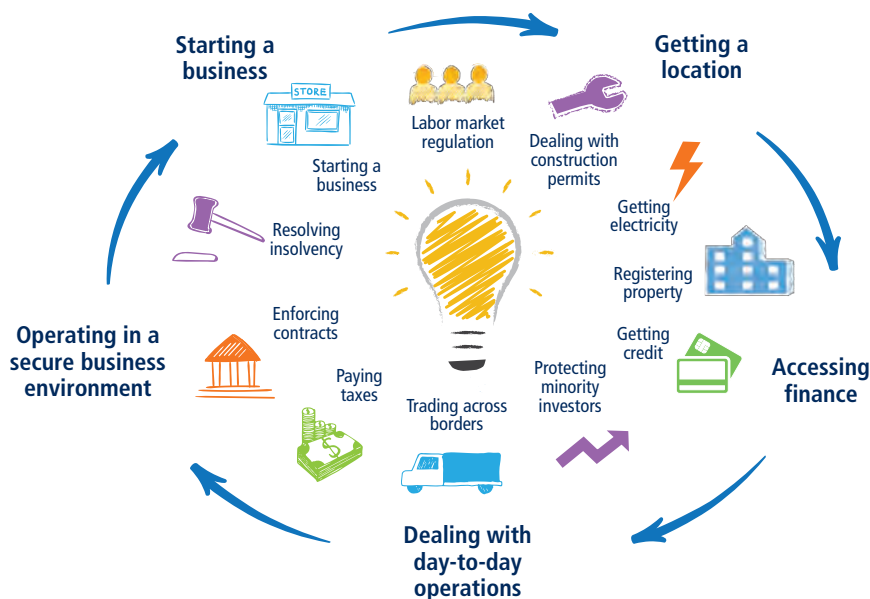 Starting a
business
Getting a
location
STORE
Labor market
regulation
Dealing with
construction
permits
Starting a
business
Getting
electricity
Resolving
insolvency
Registering
property
Enforcing
contracts
Getting
credit
Operating in a
secure business
environment
Accessing
finance
Paying
taxes
Protecting
minority
investors
Trading across
borders
$
Dealing with
day-to-day
operations